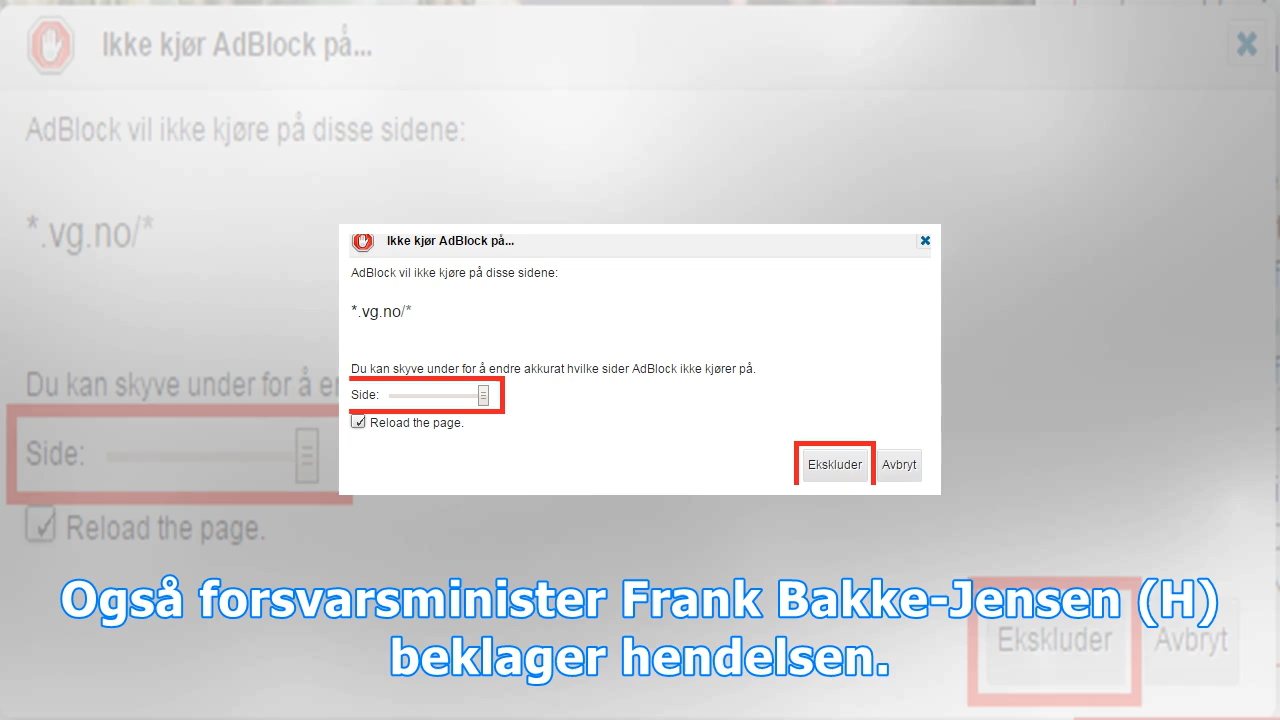 Ikke kjør AdBlock på...
AdBlock vil ikke kjøre på disse sidene:
*.vg.no/*
Du kan skyve under for å en
Side:
Reload the page.
Ekskluder
Avbryt
Ikke kjør AdBlock på...
AdBlock vil ikke kjøre på disse sidene:
*.vg.no/*
Du kan skyve under for å endre akkurat hvilke sider AdBlock ikke kjører på.
Side:
Reload the page.
Ekskluder
Avbryt
Også forsvarsminister Frank Bakke-Jensen (H)
beklager hendelsen.